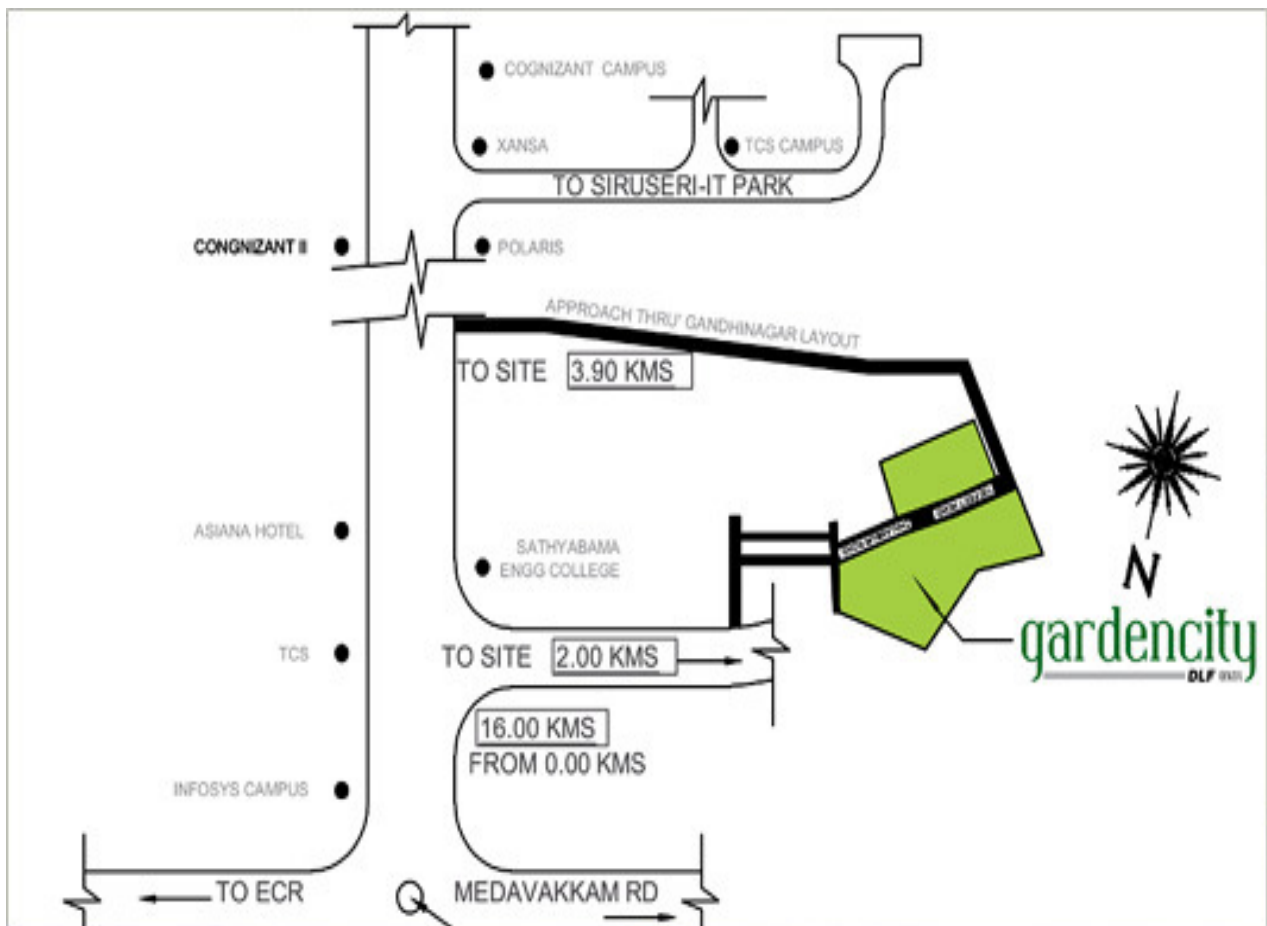 COGNIZANT CAMPUS
XANSA
TCS CAMPUS
TO SIRUSERI-IT PARK
CONGNIZANT II
POLARIS
APPROACH THRU' GANDHINAGAR LAYOUT
TO SITE 3.90 KMS
ASIANA HOTEL
SATHYABAMA
ENGG COLLEGE
N
gardencity
DLF
TCS
TO SITE 2.00 KMS
16.00 KMS
FROM 0.00 KMS
INFOSYS CAMPUS
TO ECR
MEDAVAKKAM RD